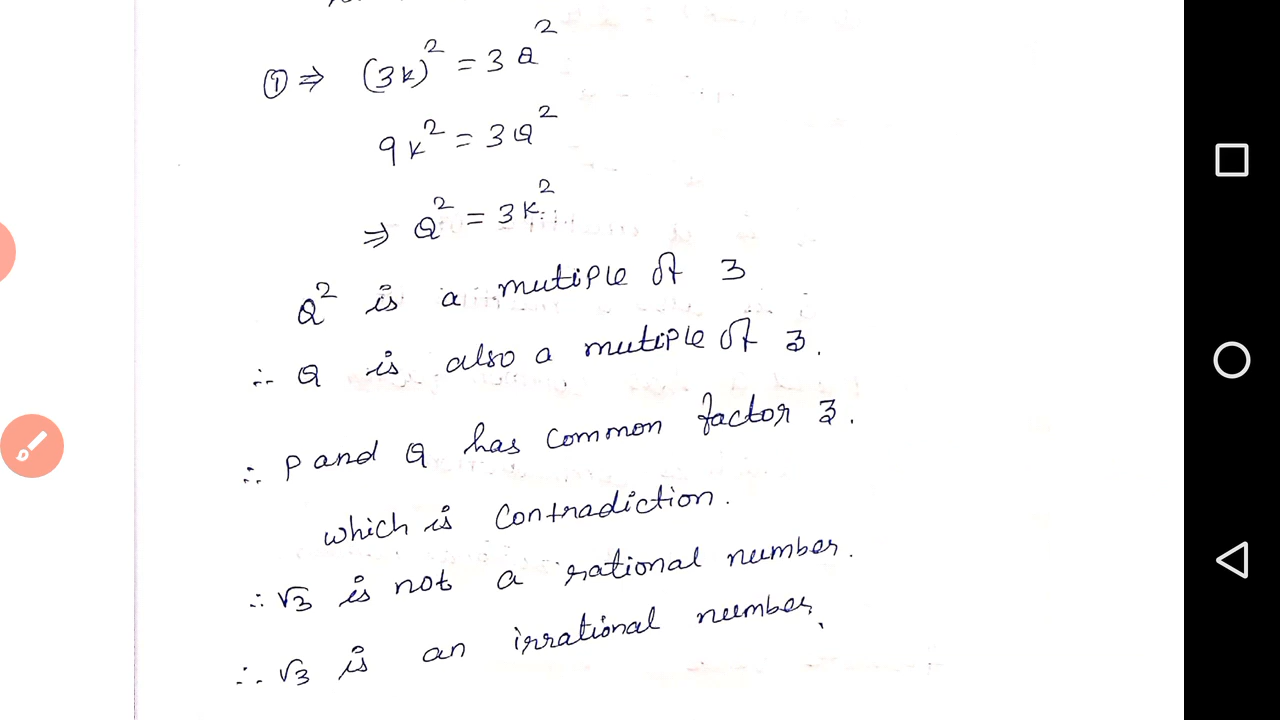 ① ⇒ (3k)² = 3Q²
9k² = 3Q²
⇒ Q² = 3k²
Q² is a mutiple of 3
∴ Q is also a mutiple of 3.
∴ P and Q has common factor 3.
which is contradiction.
∴ √3 is not a rational number.
∴ √3 is an irrational number.